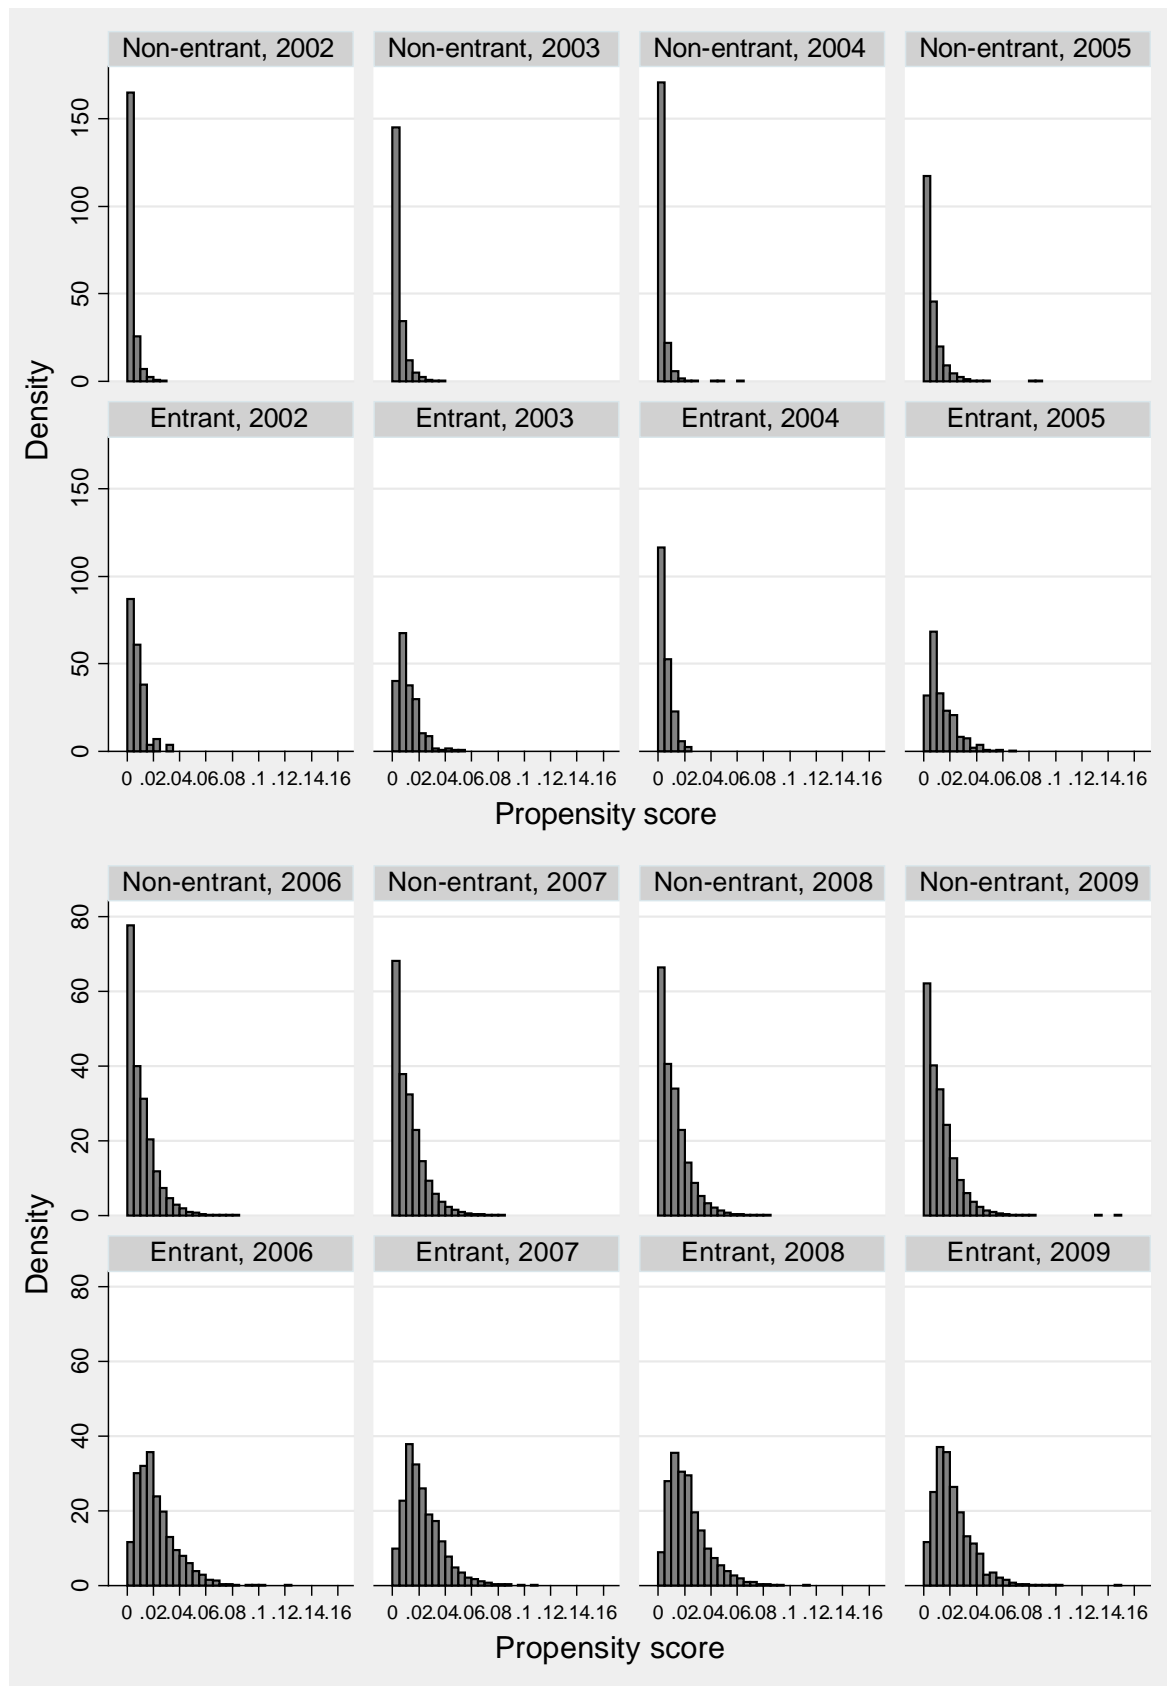 Non-entrant, 2002 Non-entrant, 2003 Non-entrant, 2004 Non-entrant, 2005
150
100
50
0
Entrant, 2002 Entrant, 2003 Entrant, 2004 Entrant, 2005
150
100
50
0
Density
0 .02.04.06.08 .1 .12.14.16 0 .02.04.06.08 .1 .12.14.16 0 .02.04.06.08 .1 .12.14.16 0 .02.04.06.08 .1 .12.14.16
Propensity score
Non-entrant, 2006 Non-entrant, 2007 Non-entrant, 2008 Non-entrant, 2009
80
60
40
20
0
Entrant, 2006 Entrant, 2007 Entrant, 2008 Entrant, 2009
80
60
40
20
0
Density
0 .02.04.06.08 .1 .12.14.16 0 .02.04.06.08 .1 .12.14.16 0 .02.04.06.08 .1 .12.14.16 0 .02.04.06.08 .1 .12.14.16
Propensity score